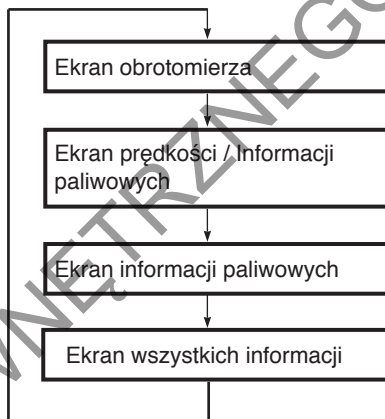 Ekran obrotomierza
Ekran prędkości / Informacji
paliwowych
Ekran informacji paliwowych
Ekran wszystkich informacji